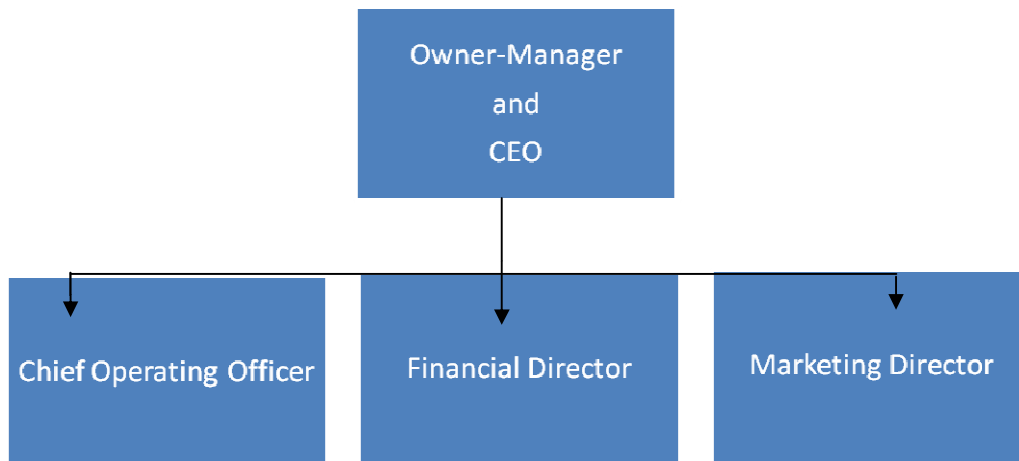 Owner-Manager
and
CEO
Chief Operating Officer
Financial Director
Marketing Director